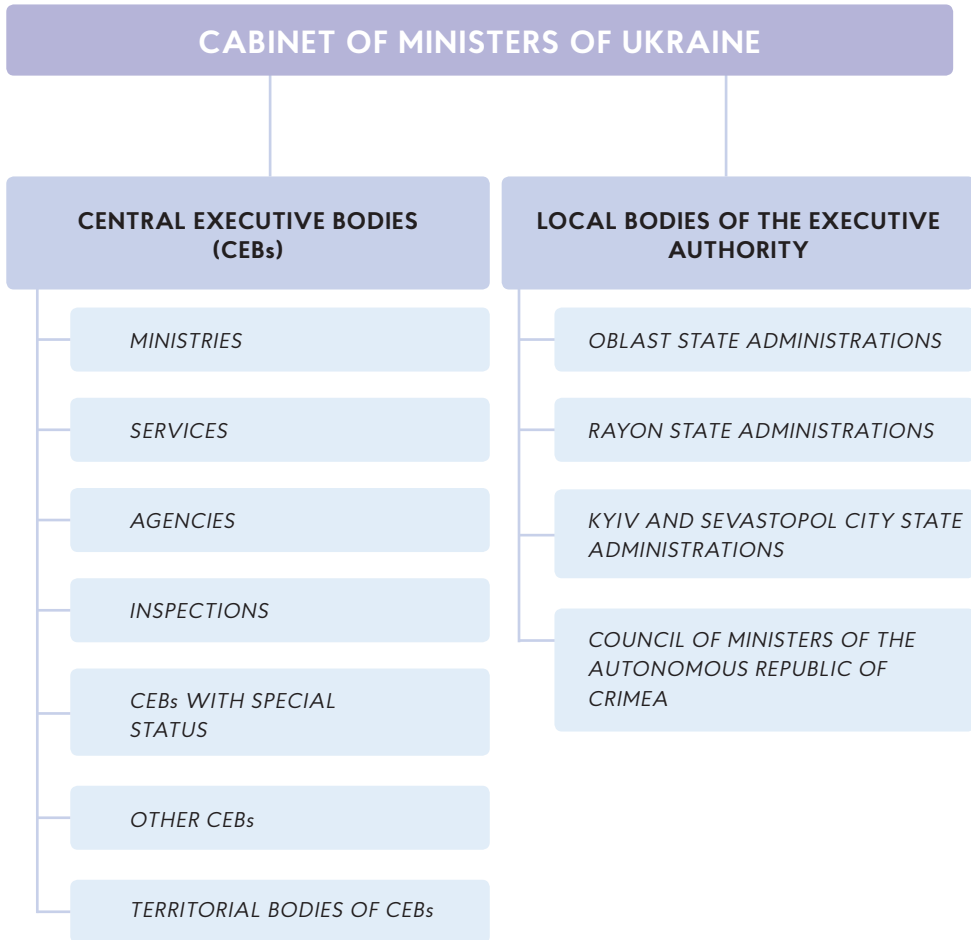 CABINET OF MINISTERS OF UKRAINE
CENTRAL EXECUTIVE BODIES
(CEBs)
MINISTRIES
SERVICES
AGENCIES
INSPECTIONS
CEBs WITH SPECIAL
STATUS
OTHER CEBs
TERRITORIAL BODIES OF CEBs
LOCAL BODIES OF THE EXECUTIVE
AUTHORITY
OBLAST STATE ADMINISTRATIONS
RAYON STATE ADMINISTRATIONS
KYIV AND SEVASTOPOL CITY STATE
ADMINISTRATIONS
COUNCIL OF MINISTERS OF THE
AUTONOMOUS REPUBLIC OF
CRIMEA